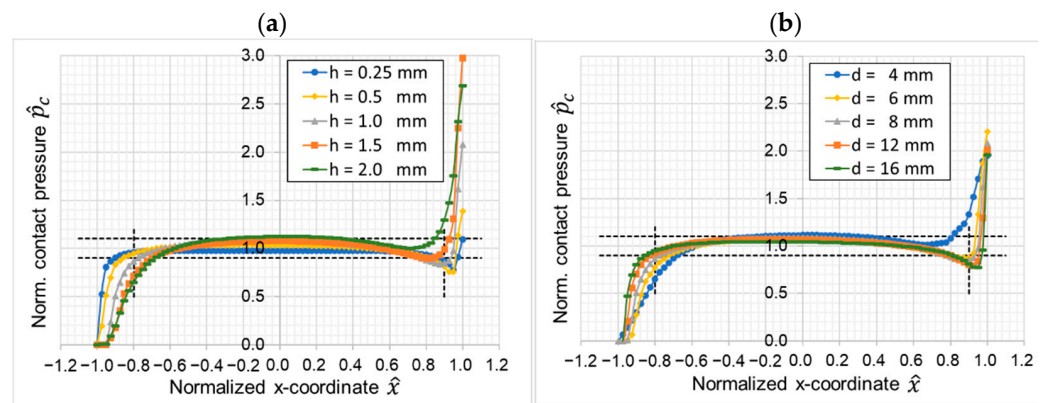 (a)
3.0
2.5
2.0
1.5
1.0
0.5
0.0
Norm. contact pressure p̂c
h = 0.25 mm
h = 0.5 mm
h = 1.0 mm
h = 1.5 mm
h = 2.0 mm
−1.2 −1.0 −0.8 −0.6 −0.4 −0.2 0.0 0.2 0.4 0.6 0.8 1.0 1.2
Normalized x-coordinate x̂
(b)
3.0
2.5
2.0
1.5
1.0
0.5
0.0
Norm. contact pressure p̂c
d = 4 mm
d = 6 mm
d = 8 mm
d = 12 mm
d = 16 mm
−1.2 −1.0 −0.8 −0.6 −0.4 −0.2 0.0 0.2 0.4 0.6 0.8 1.0 1.2
Normalized x-coordinate x̂